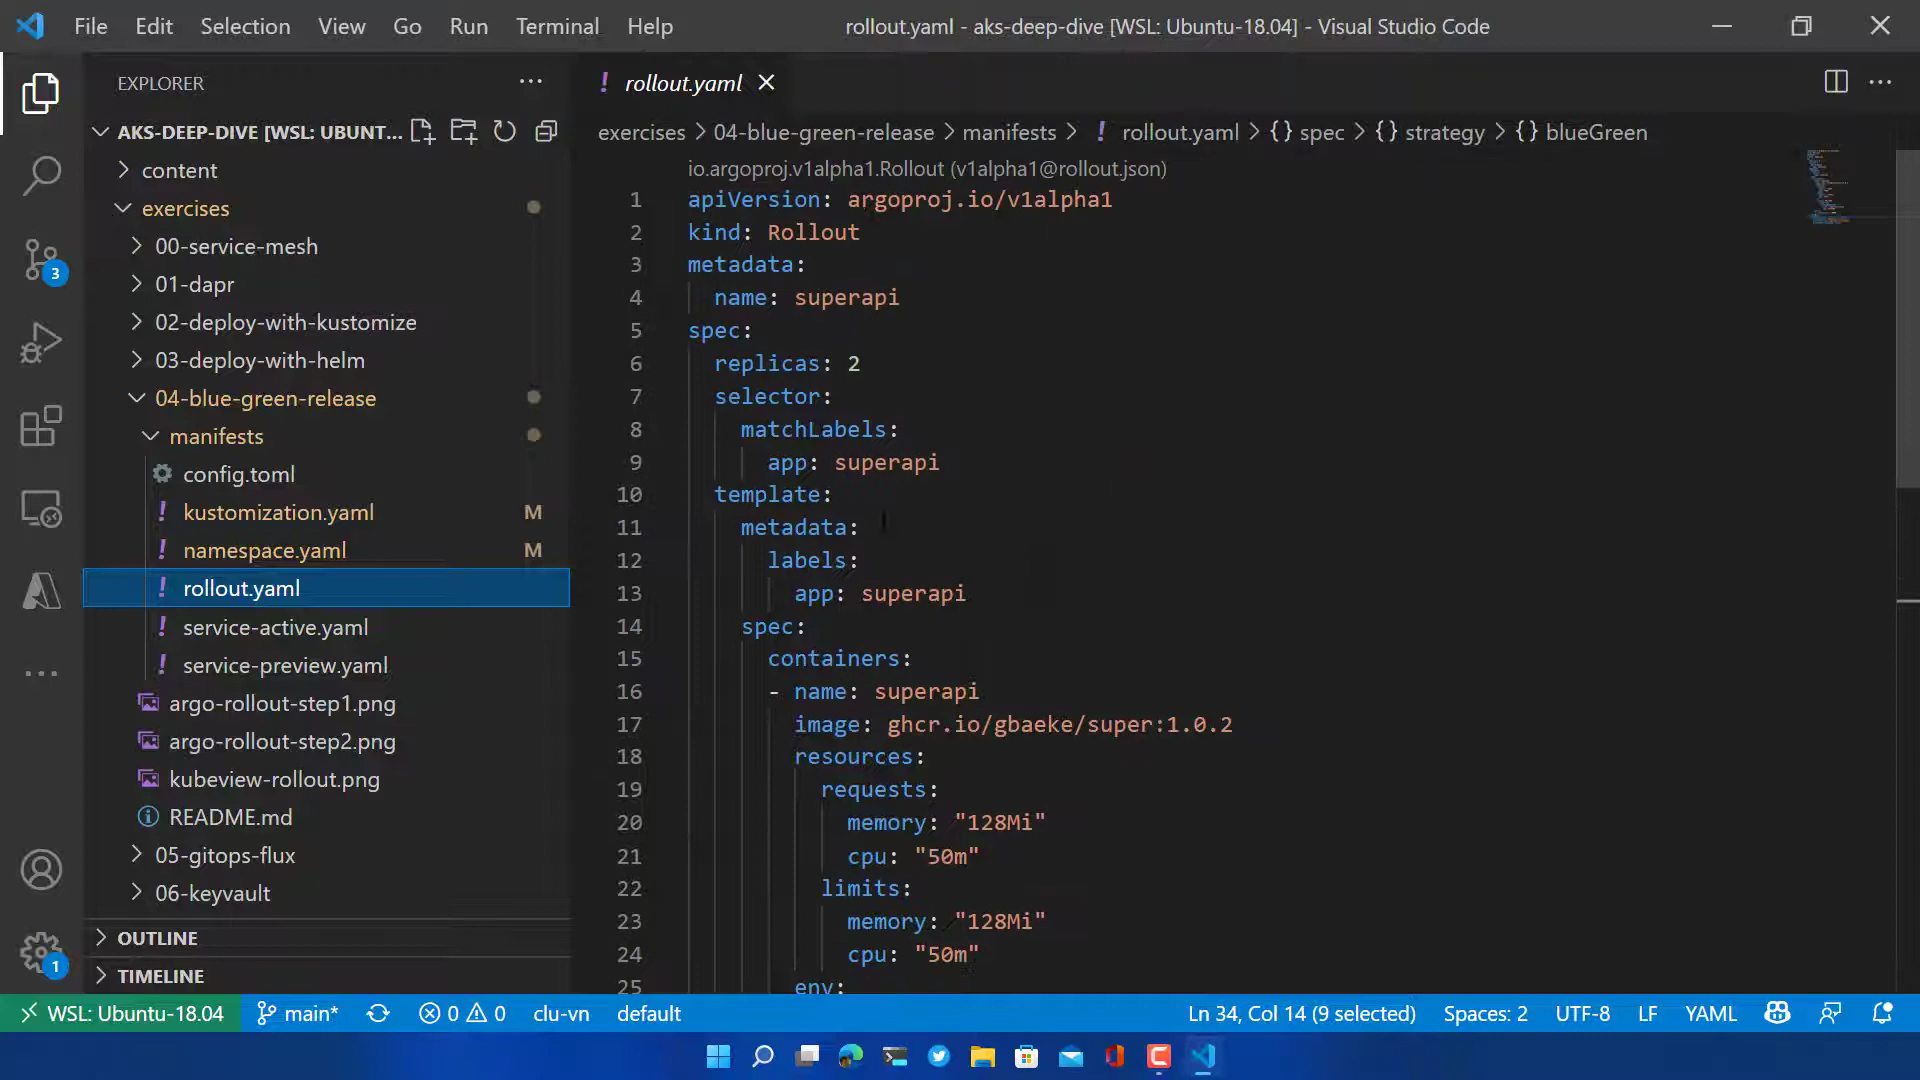 File Edit Selection View Go Run Terminal Help
rollout.yaml - aks-deep-dive [WSL: Ubuntu-18.04] - Visual Studio Code
EXPLORER
AKS-DEEP-DIVE [WSL: UBUNT...
content
exercises
00-service-mesh
01-dapr
02-deploy-with-kustomize
03-deploy-with-helm
04-blue-green-release
manifests
config.toml
kustomization.yaml M
namespace.yaml M
rollout.yaml
service-active.yaml
service-preview.yaml
argo-rollout-step1.png
argo-rollout-step2.png
kubeview-rollout.png
README.md
05-gitops-flux
06-keyvault
OUTLINE
TIMELINE
3
1
! rollout.yaml
exercises > 04-blue-green-release > manifests > ! rollout.yaml > {} spec > {} strategy > {} blueGreen
io.argoproj.v1alpha1.Rollout (v1alpha1@rollout.json)
1 apiVersion: argoproj.io/v1alpha1
2 kind: Rollout
3 metadata:
4 name: superapi
5 spec:
6 replicas: 2
7 selector:
8 matchLabels:
9 app: superapi
10 template:
11 metadata:
12 labels:
13 app: superapi
14 spec:
15 containers:
16 - name: superapi
17 image: ghcr.io/gbaeke/super:1.0.2
18 resources:
19 requests:
20 memory: "128Mi"
21 cpu: "50m"
22 limits:
23 memory: "128Mi"
24 cpu: "50m"
25 env:
WSL: Ubuntu-18.04 main* 0 0 clu-vn default Ln 34, Col 14 (9 selected) Spaces: 2 UTF-8 LF YAML